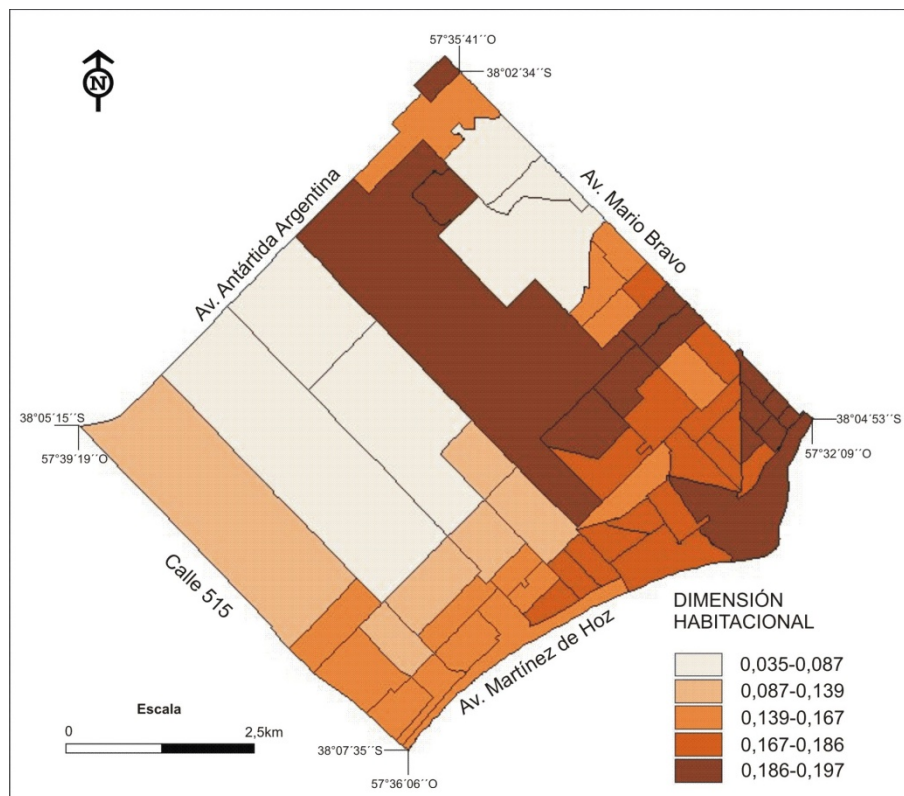 57°35´41´´O
38°02´34´´S
N
Av. Antártida Argentina
Av. Mario Bravo
38°05´15´´S
57°39´19´´O
38°04´53´´S
57°32´09´´O
Calle 515
Av. Martínez de Hoz
DIMENSIÓN
HABITACIONAL
0,035-0,087
0,087-0,139
0,139-0,167
0,167-0,186
0,186-0,197
Escala
0 2,5km
38°07´35´´S
57°36´06´´O